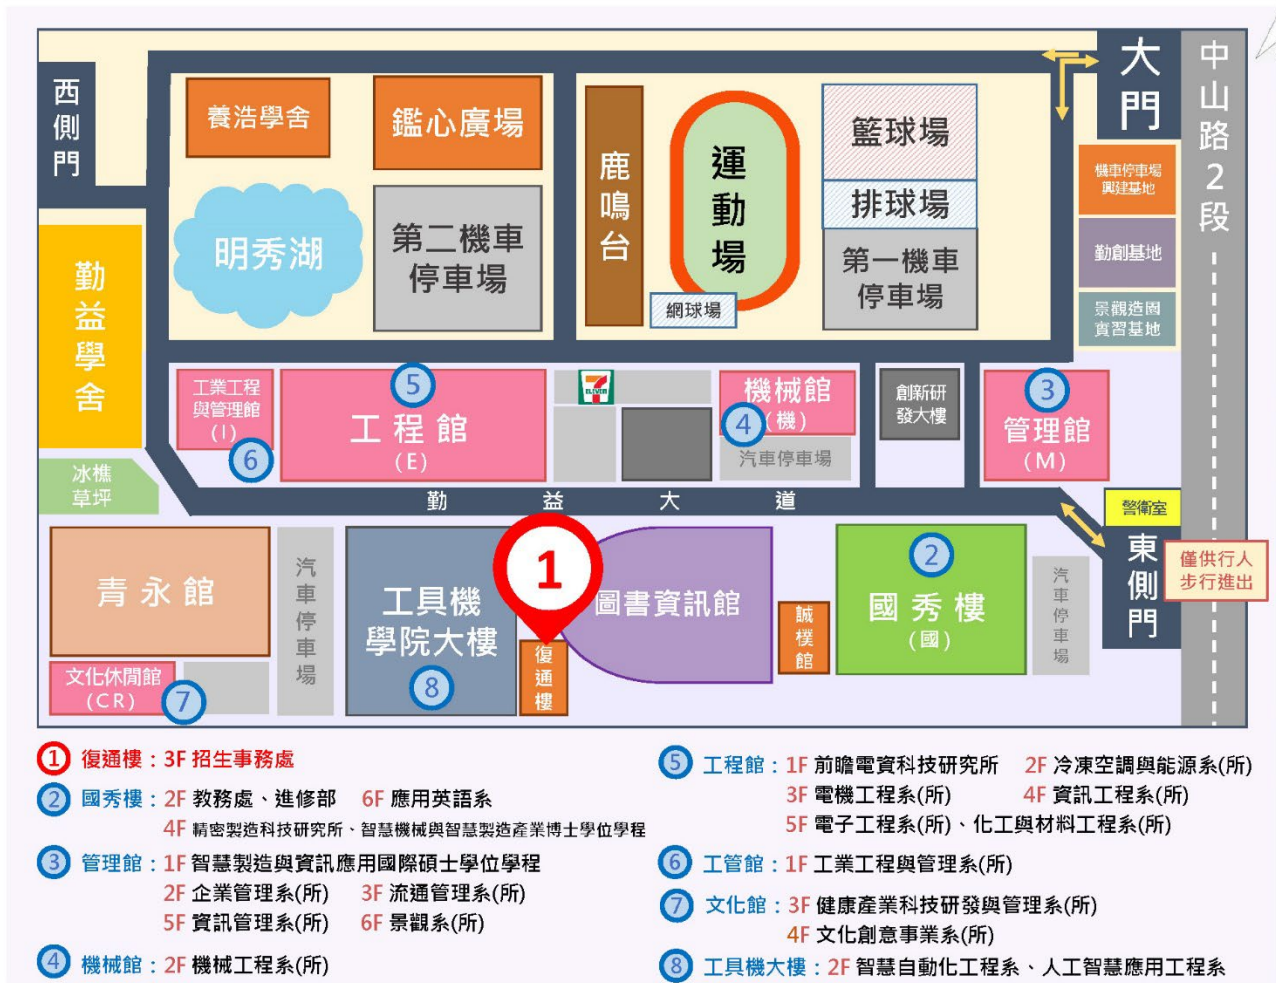 大門
中山路2段
西側門
養浩學舍
鑑心廣場
鹿鳴台
運動場
籃球場
排球場
機車停車場
興建基地
勤創基地
景觀造園
實習基地
明秀湖
第二機車
停車場
網球場
第一機車
停車場
勤益學舍
工業工程
與管理館
(I)
6
5
工程館
(E)
7
ELEVEN
機械館
(機)
4
汽車停車場
創新研
發大樓
3
管理館
(M)
冰樵
草坪
勤益大道
警衛室
東側門
僅供行人
步行進出
青永館
汽車停車場
工具機
學院大樓
8
1
復通樓
圖書資訊館
誠樸館
2
國秀樓
(國)
汽車停車場
文化休閒館
(CR)
7
1 復通樓：3F 招生事務處
2 國秀樓：2F 教務處、進修部 6F 應用英語系
4F 精密製造科技研究所、智慧機械與智慧製造產業博士學位學程
3 管理館：1F 智慧製造與資訊應用國際碩士學位學程
2F 企業管理系(所) 3F 流通管理系(所)
5F 資訊管理系(所) 6F 景觀系(所)
4 機械館：2F 機械工程系(所)
5 工程館：1F 前瞻電資科技研究所 2F 冷凍空調與能源系(所)
3F 電機工程系(所) 4F 資訊工程系(所)
5F 電子工程系(所)、化工與材料工程系(所)
6 工管館：1F 工業工程與管理系(所)
7 文化館：3F 健康產業科技研發與管理系(所)
4F 文化創意事業系(所)
8 工具機大樓：2F 智慧自動化工程系、人工智慧應用工程系